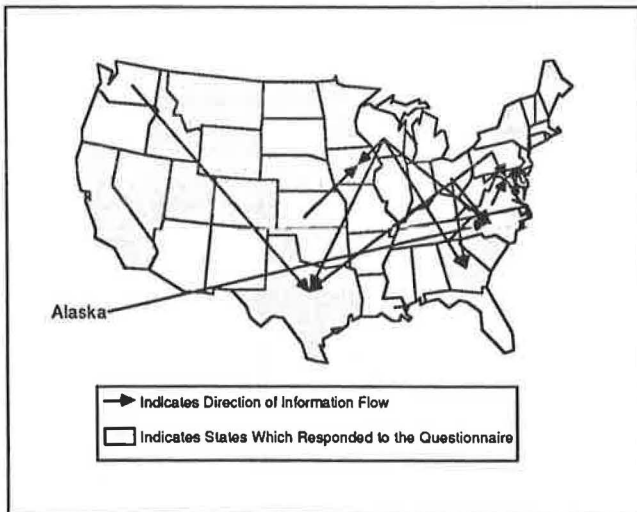 Alaska
Indicates Direction of Information Flow
Indicates States Which Responded to the Questionnaire